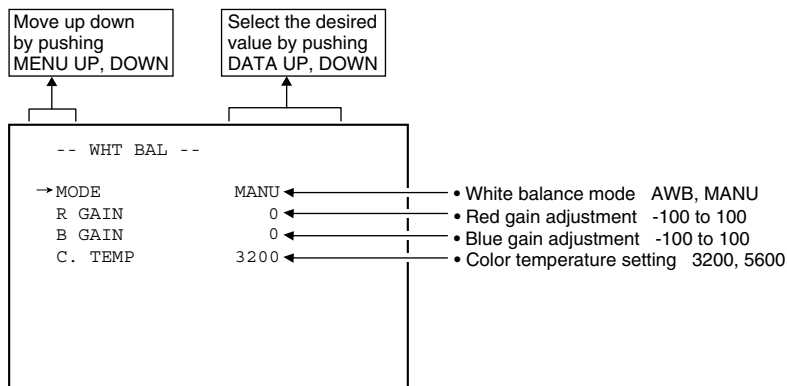 Move up down
by pushing
MENU UP, DOWN
Select the desired
value by pushing
DATA UP, DOWN
-- WHT BAL --
→MODE MANU • White balance mode AWB, MANU
R GAIN 0 • Red gain adjustment -100 to 100
B GAIN 0 • Blue gain adjustment -100 to 100
C. TEMP 3200 • Color temperature setting 3200, 5600